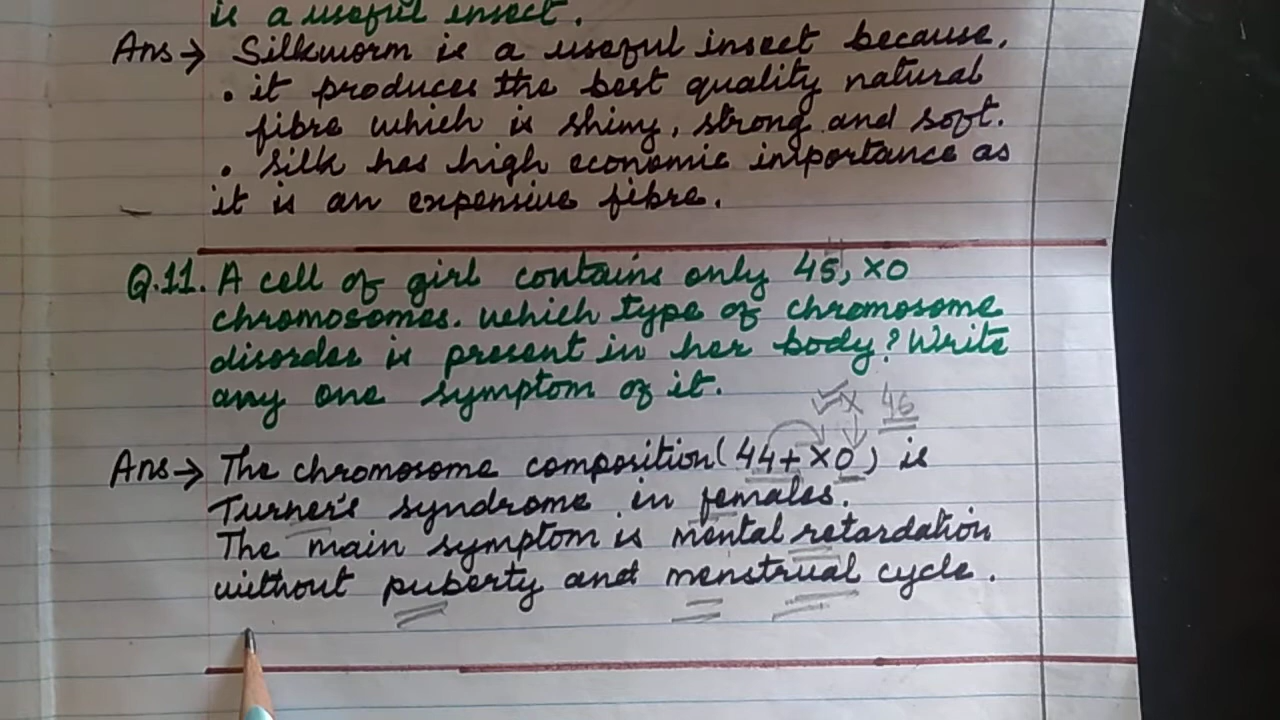 is a useful insect.
Ans → Silkworm is a useful insect because,
• it produces the best quality natural
fibre which is shiny, strong and soft.
• Silk has high economic importance as
it is an expensive fibre.
Q.11. A cell of girl contains only 45, XO
chromosomes. Which type of chromosome
disorder is present in her body? Write
any one symptom of it.
X 46
Ans → The chromosome composition (44+XO) is
Turner's syndrome in females.
The main symptom is mental retardation
without puberty and menstrual cycle.